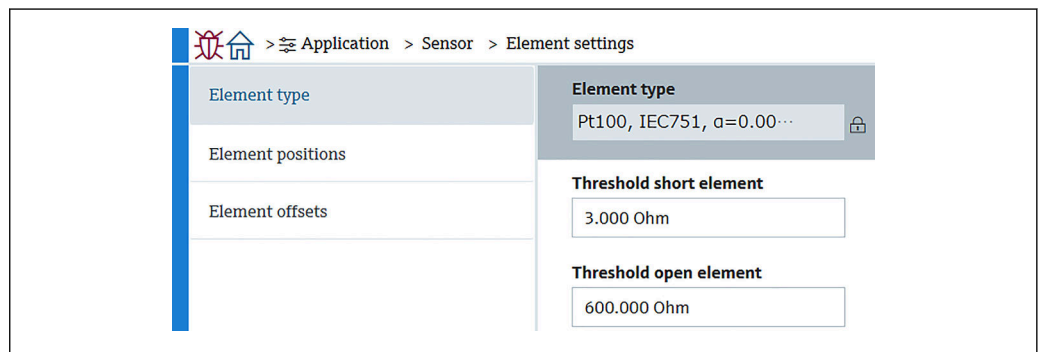 > Application > Sensor > Element settings
Element type
Element positions
Element offsets
Element type
Pt100, IEC751, α=0.00···
Threshold short element
3.000 Ohm
Threshold open element
600.000 Ohm